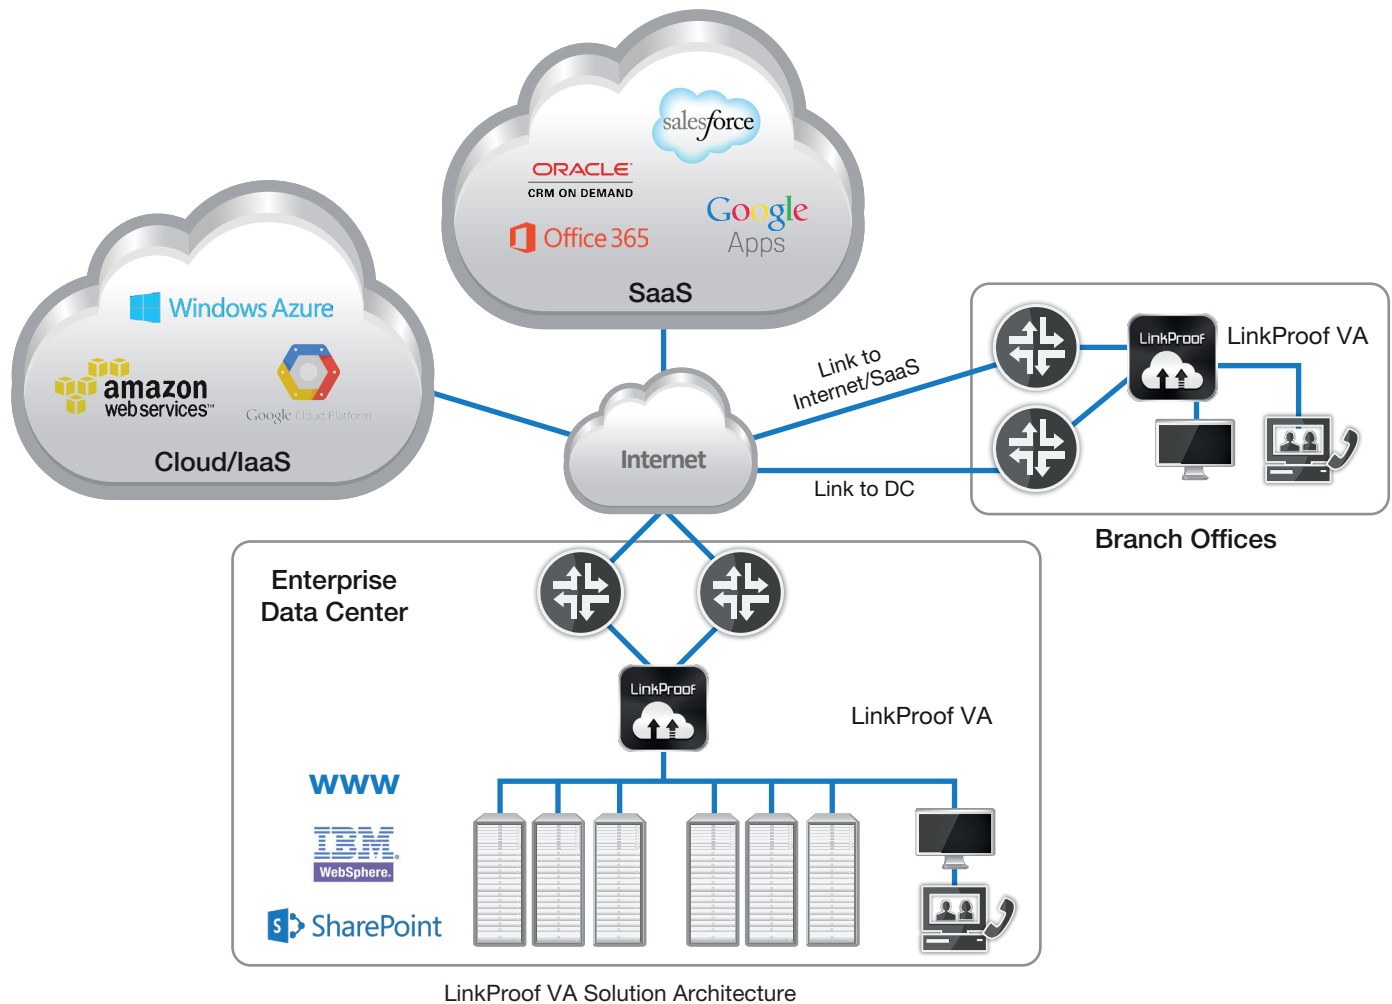 salesforce
ORACLE
CRM ON DEMAND
Google
Apps
Office 365
SaaS
Windows Azure
amazon
web services™
Google Cloud Platform
Cloud/IaaS
Internet
Link to
Internet/SaaS
Link to DC
LinkProof
LinkProof VA
Branch Offices
Enterprise
Data Center
LinkProof
LinkProof VA
www
IBM.
WebSphere.
S
SharePoint
LinkProof VA Solution Architecture